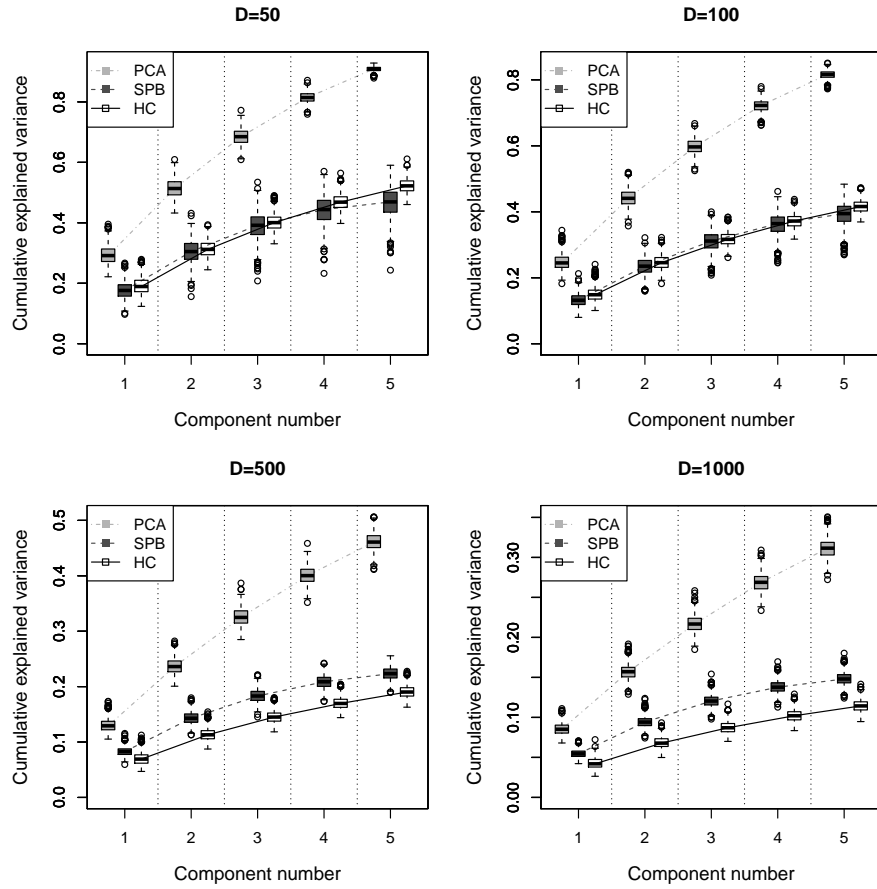 D=50
Cumulative explained variance
0.0 0.2 0.4 0.6 0.8
PCA
SPB
HC
1 2 3 4 5
Component number
D=100
Cumulative explained variance
0.0 0.2 0.4 0.6 0.8
PCA
SPB
HC
1 2 3 4 5
Component number
D=500
Cumulative explained variance
0.0 0.1 0.2 0.3 0.4 0.5
PCA
SPB
HC
1 2 3 4 5
Component number
D=1000
Cumulative explained variance
0.00 0.10 0.20 0.30
PCA
SPB
HC
1 2 3 4 5
Component number